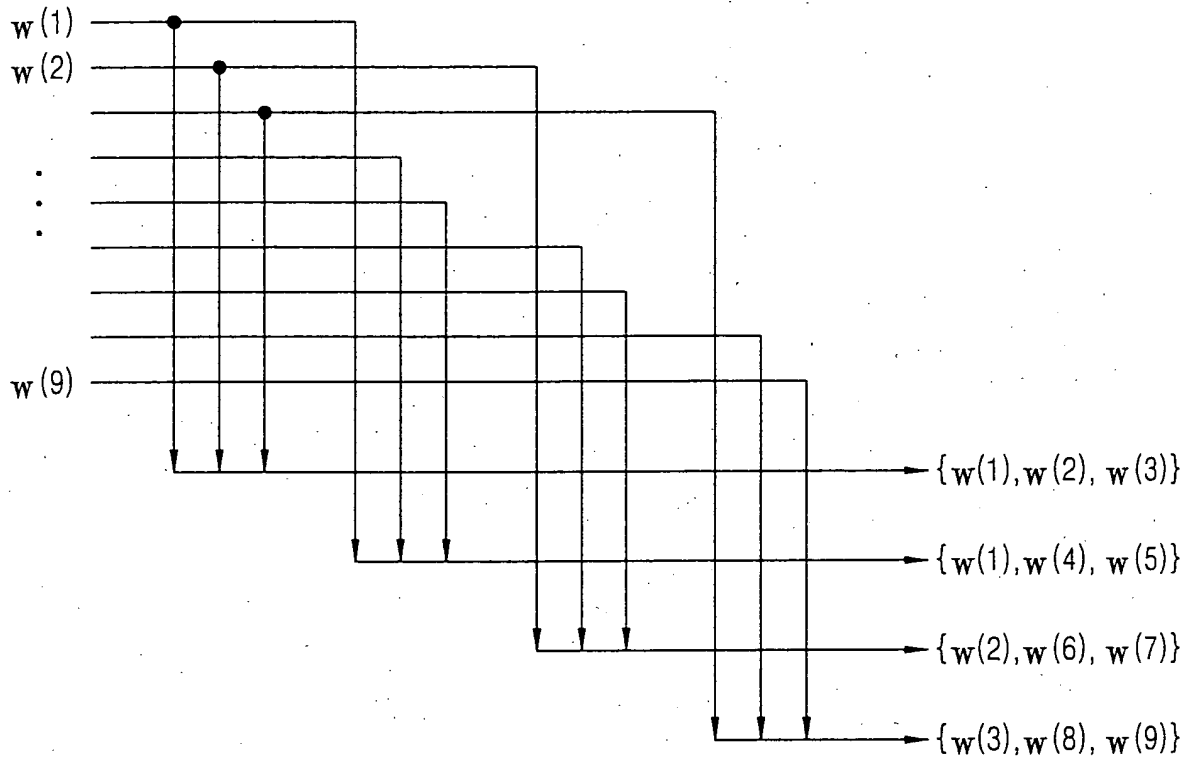 w(1)
w(2)
w(9)
{w(1),w(2), w(3)}
{w(1),w(4), w(5)}
{w(2),w(6), w(7)}
{w(3),w(8), w(9)}